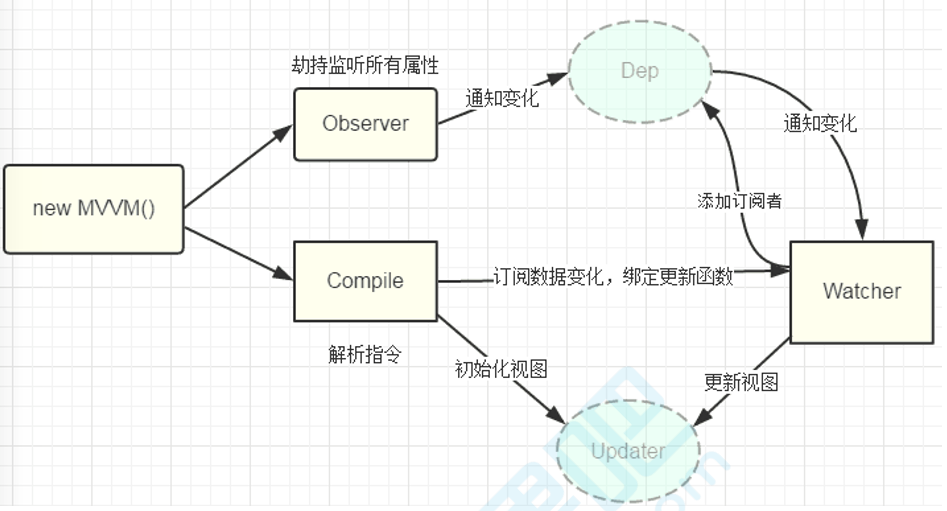 劫持监听所有属性
Dep
Observer
通知变化
通知变化
new MVVM()
添加订阅者
Compile
订阅数据变化，绑定更新函数
Watcher
解析指令
初始化视图
更新视图
Updater